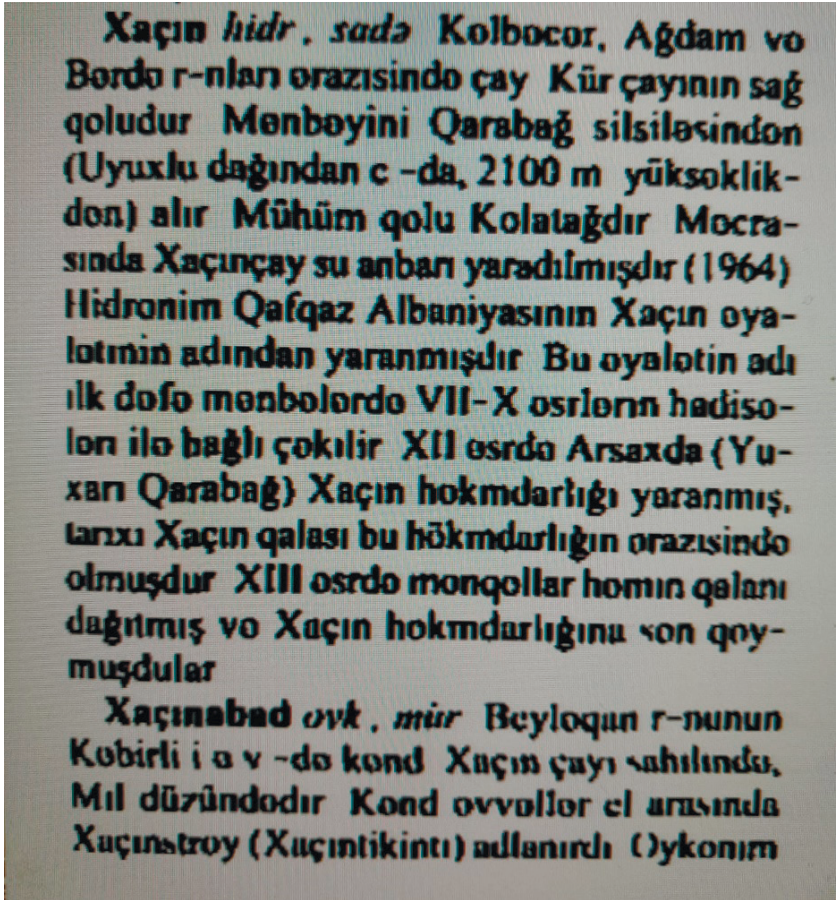 Xaçın hidr. sadə Kəlbəcər, Ağdam və
Bərdə r-nları ərazisində çay Kür çayının sağ
qoludur Mənbəyini Qarabağ silsiləsindən
(Uyuxlu dağından c -da, 2100 m yüksəklik-
dən) alır Mühüm qolu Kolatağdır Məcra-
sında Xaçınçay su anbarı yaradılmışdır (1964)
Hidronim Qafqaz Albaniyasının Xaçın əya-
lətinin adından yaranmışdır Bu əyalətin adı
ilk dəfə mənbələrdə VII-X əsrlərin hadisə-
ləri ilə bağlı çəkilir XII əsrdə Arsaxda (Yu-
xarı Qarabağ) Xaçın hökmdarlığı yaranmış,
tarixi Xaçın qalası bu hökmdarlığın ərazisində
olmuşdur XIII əsrdə monqollar həmin qalanı
dağıtmış və Xaçın hökmdarlığına son qoy-
muşdular
Xaçınabad oyk., mür Beyləqan r-nunun
Kəbirli i ə v -də kənd Xaçın çayı sahilində,
Mil düzündədir Kənd əvvəllər el arasında
Xaçınstroy (Xaçıntikinti) adlanırdı Oykonim